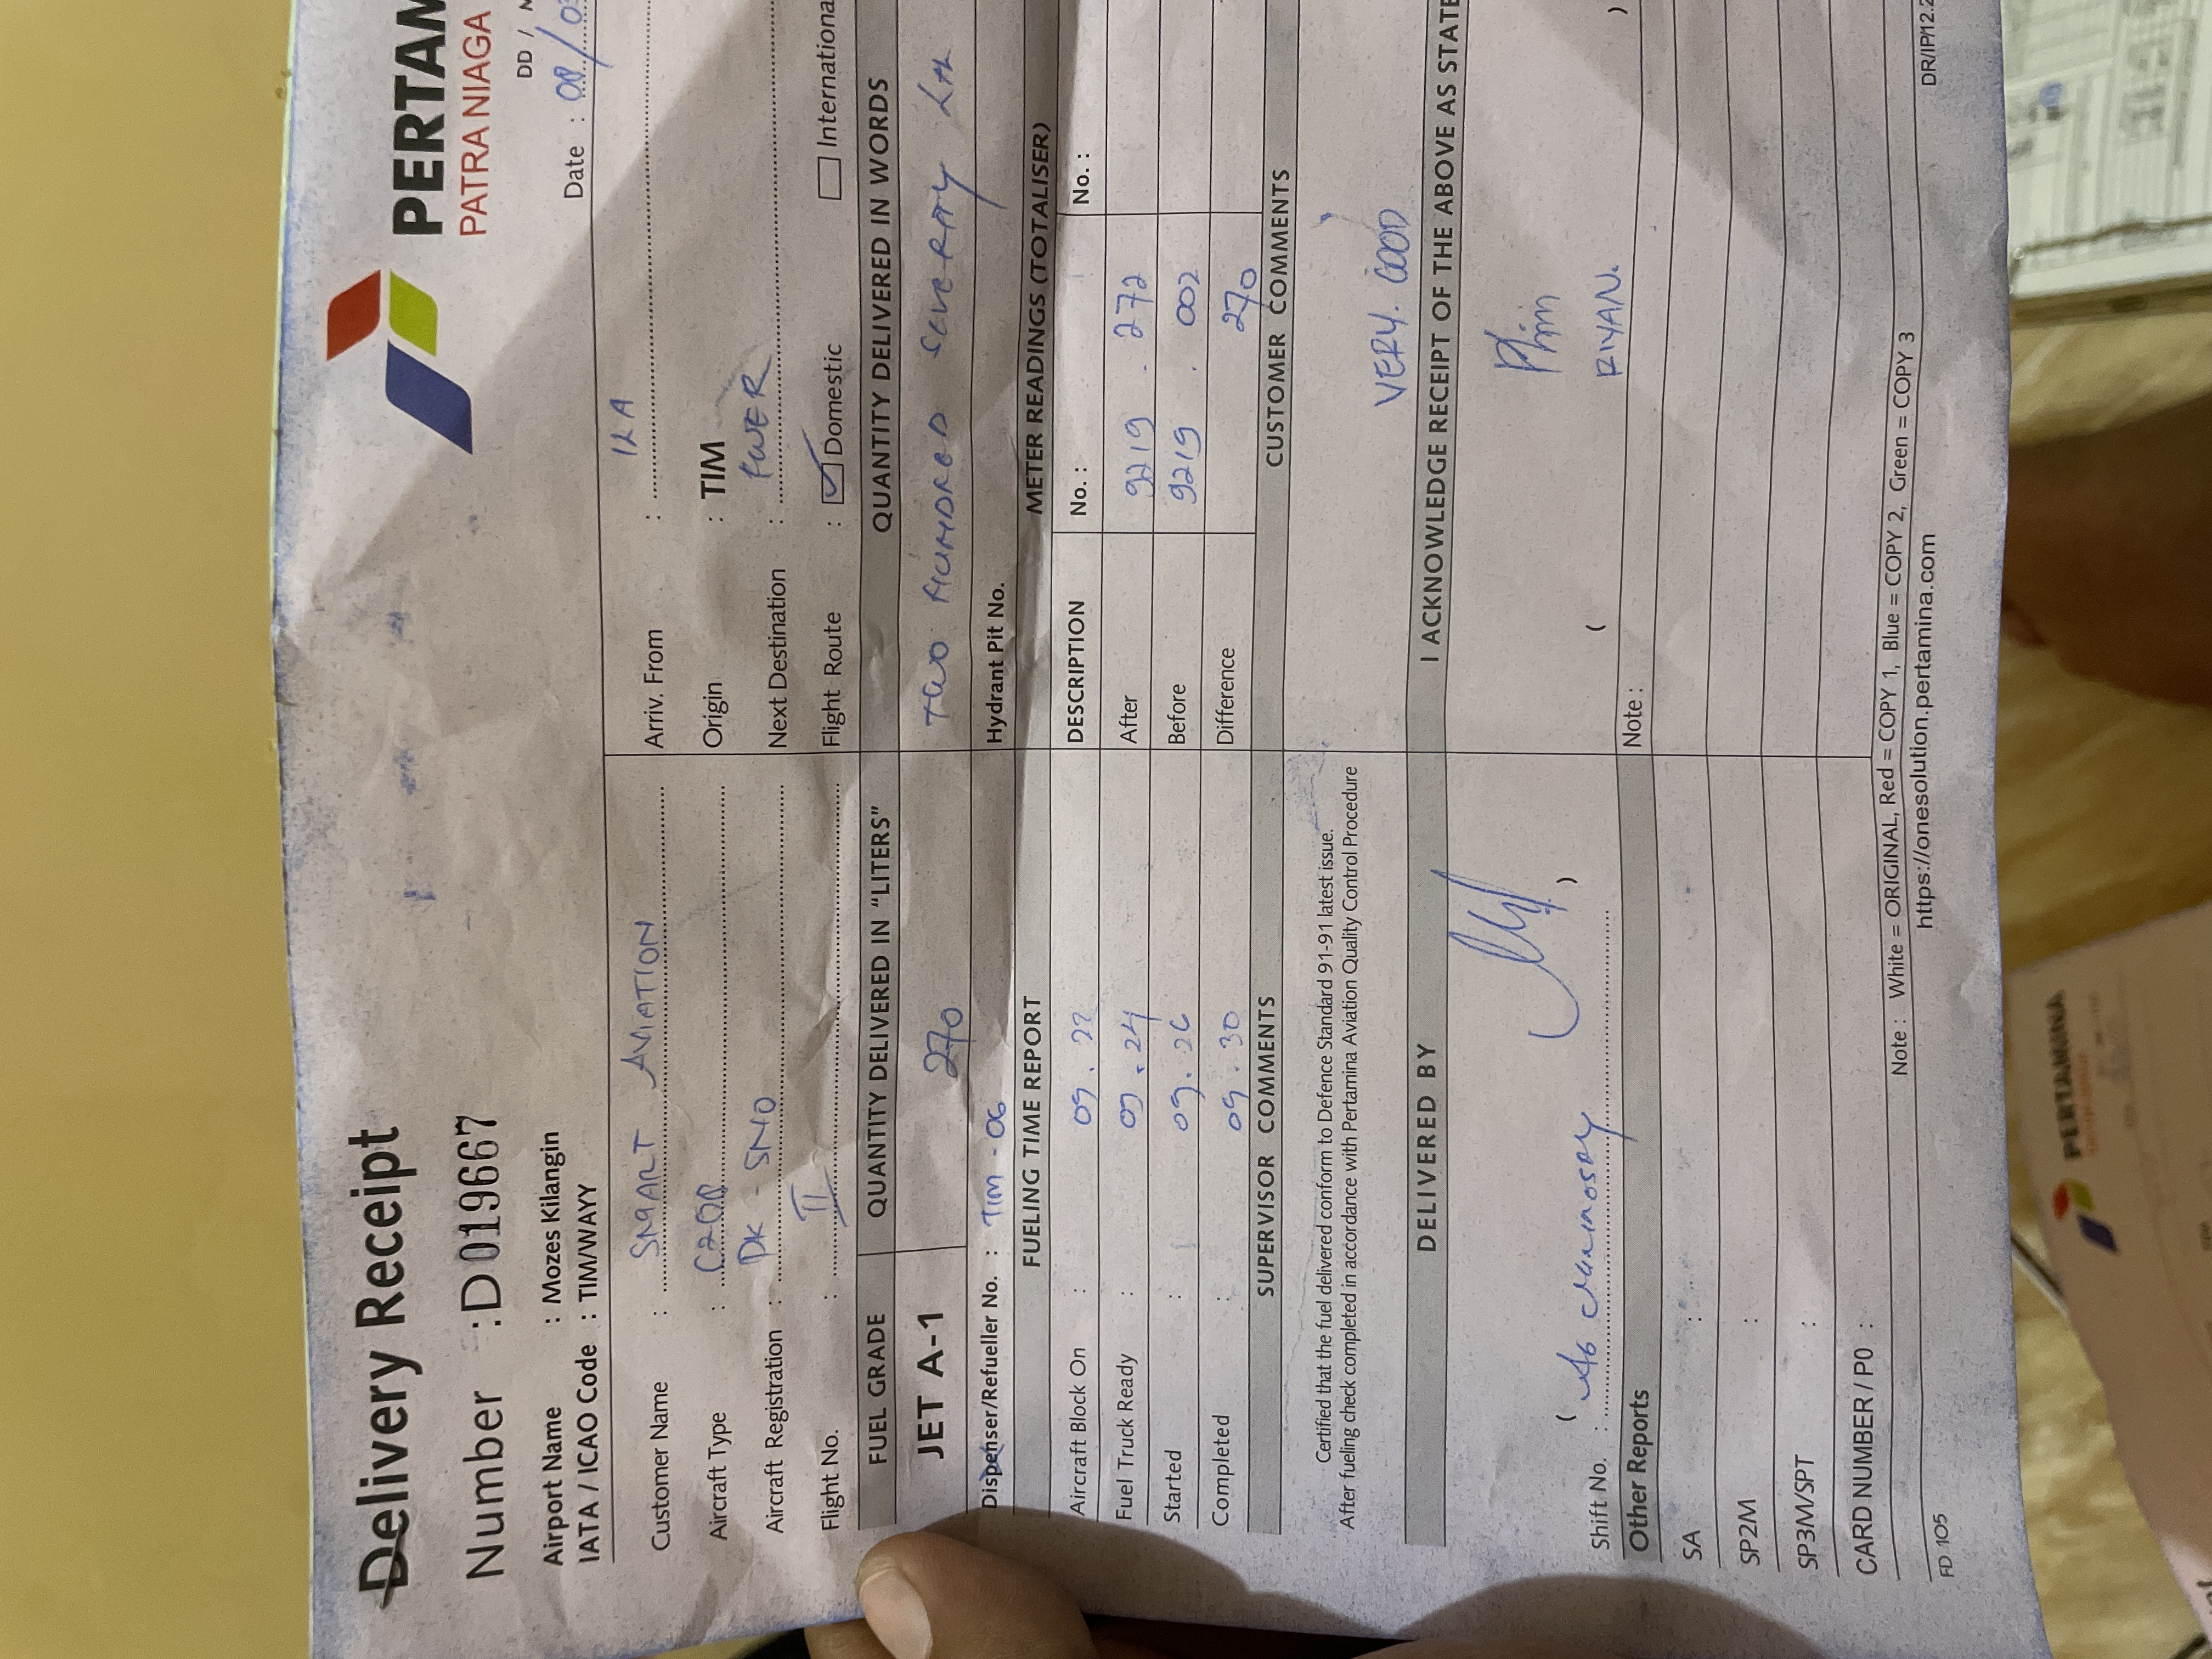 Delivery Receipt
PERTAM
PATRA NIAGA
Number : D019667
DD /
Airport Name : Mozes Kilangin
Date : 08/03
IATA / ICAO Code : TIM/WAYY
Customer Name : SMART AVIATION
Arriv. From : ILA
Aircraft Type : C208
Origin : TIM
Aircraft Registration : PK - SNO
Next Destination :
Flight No. : II
Flight Route : Domestic International
FUEL GRADE QUANTITY DELIVERED IN "LITERS" QUANTITY DELIVERED IN WORDS
JET A-1 270 TWO HUNDRED SEVENTY
Dispenser/Refueller No. : TIM - 06 Hydrant Pit No.
FUELING TIME REPORT METER READINGS (TOTALISER)
Aircraft Block On : 09.22 DESCRIPTION No. : No. :
Fuel Truck Ready : 09.24 After 9219.272
Started : 09.26 Before 9219.002
Completed : 09.30 Difference 270
SUPERVISOR COMMENTS CUSTOMER COMMENTS
Certified that the fuel delivered conform to Defence Standard 91-91 latest issue.
After fueling check completed in accordance with Pertamina Aviation Quality Control Procedure
VERY. GOOD
DELIVERED BY I ACKNOWLEDGE RECEIPT OF THE ABOVE AS STATE
( ) ( )
RIYAN.
Shift No. :
Other Reports Note :
SA :
SP2M :
SP3M/SPT :
CARD NUMBER / PO :
Note : White = ORIGINAL, Red = COPY 1, Blue = COPY 2, Green = COPY 3
FD 105 https://onesolution.pertamina.com DR/IP/12.2
PERTAMINA